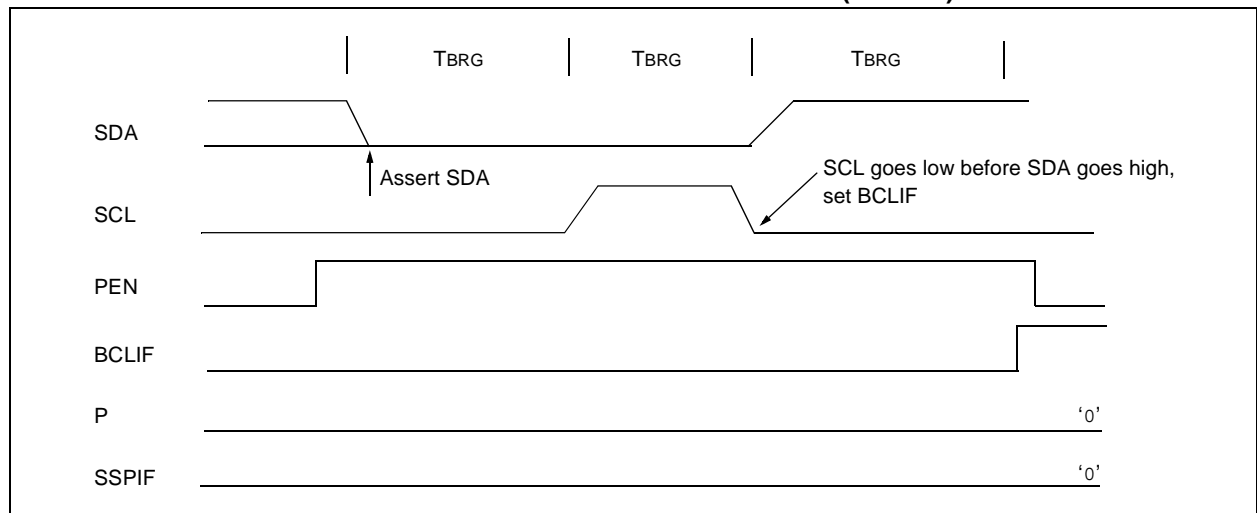 TBRG TBRG TBRG
SDA
Assert SDA
SCL goes low before SDA goes high,
set BCLIF
SCL
PEN
BCLIF
P
‘0’
SSPIF
‘0’